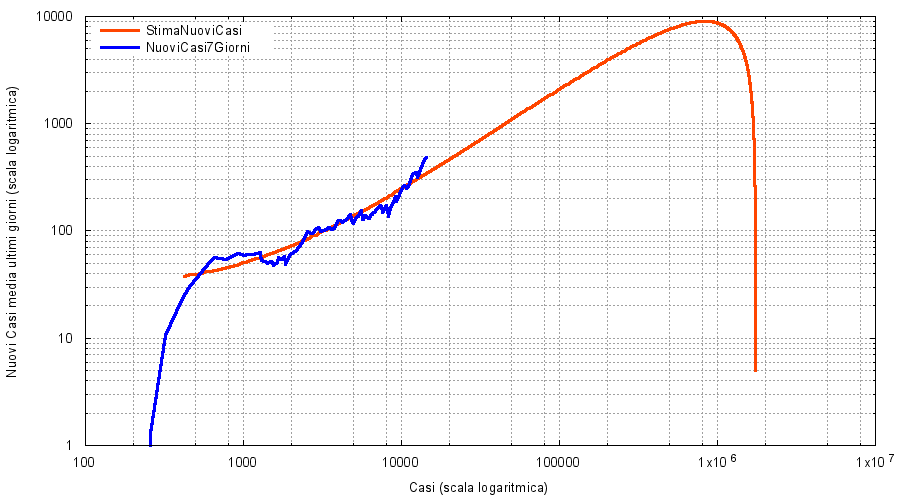 10000
StimaNuoviCasi
NuoviCasi7Giorni
1000
100
10
1
Nuovi Casi media ultimi giorni (scala logaritmica)
100 1000 10000 100000 1x10^6 1x10^7
Casi (scala logaritmica)